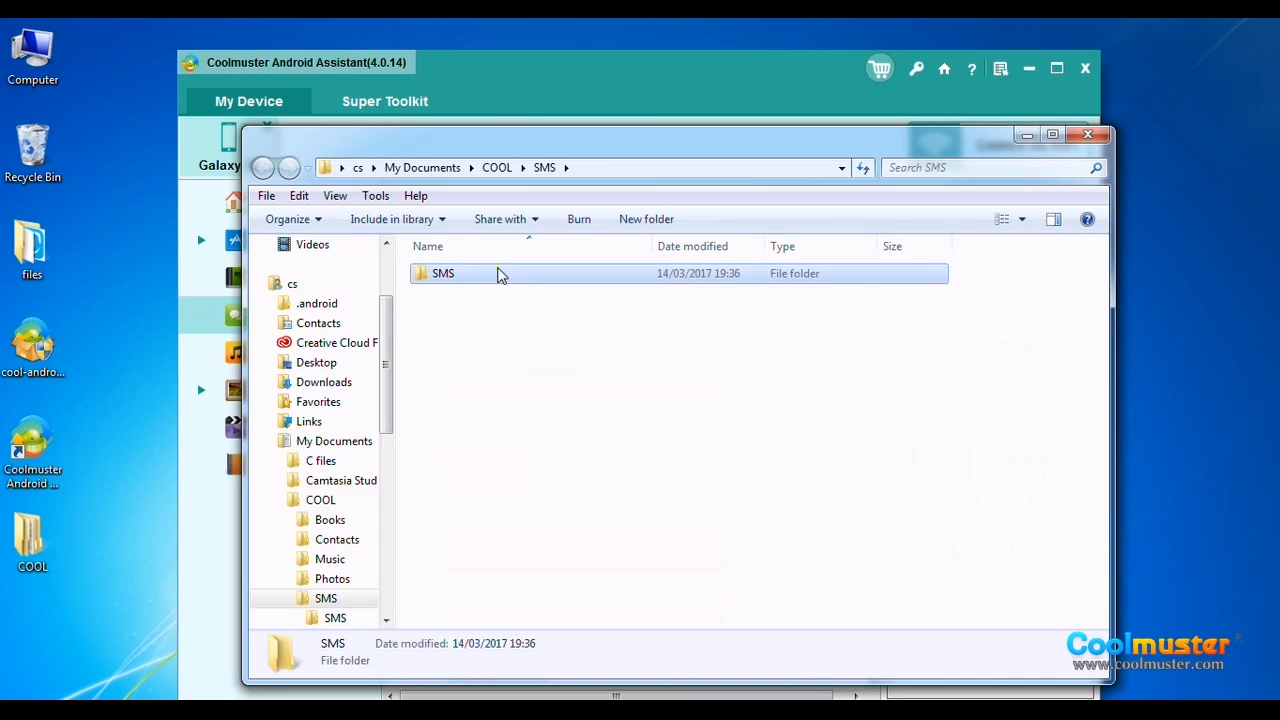 Computer
Recycle Bin
files
cool-andro...
Coolmuster
Android ...
COOL
Coolmuster Android Assistant(4.0.14)
My Device
Super Toolkit
Galaxy
cs
My Documents
COOL
SMS
Search SMS
File
Edit
View
Tools
Help
Organize
Include in library
Share with
Burn
New folder
Name
Date modified
Type
Size
SMS
14/03/2017 19:36
File folder
Videos
cs
.android
Contacts
Creative Cloud F
Desktop
Downloads
Favorites
Links
My Documents
C files
Camtasia Stud
COOL
Books
Contacts
Music
Photos
SMS
SMS
SMS
Date modified: 14/03/2017 19:36
File folder
Coolmuster®
www.coolmuster.com